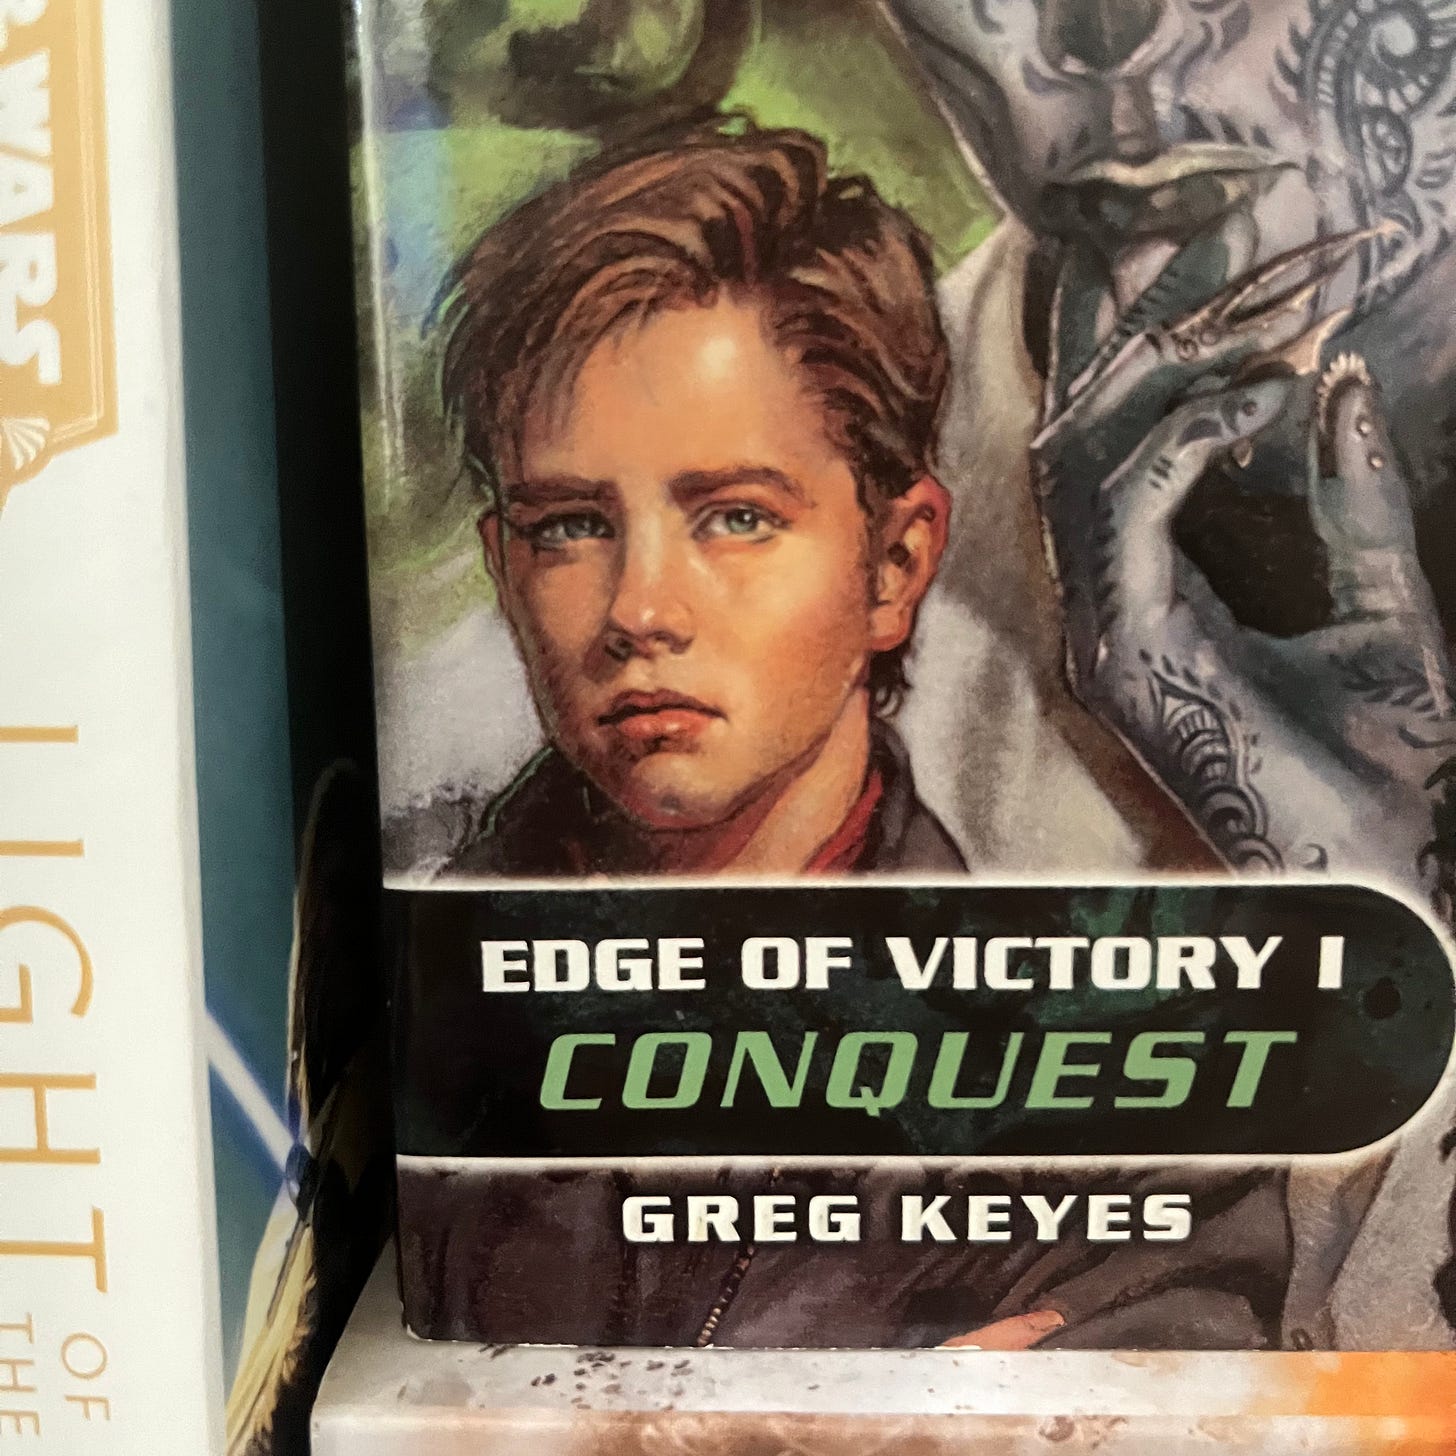 WARS
LIGHT
OF
THE
EDGE OF VICTORY I
CONQUEST
GREG KEYES